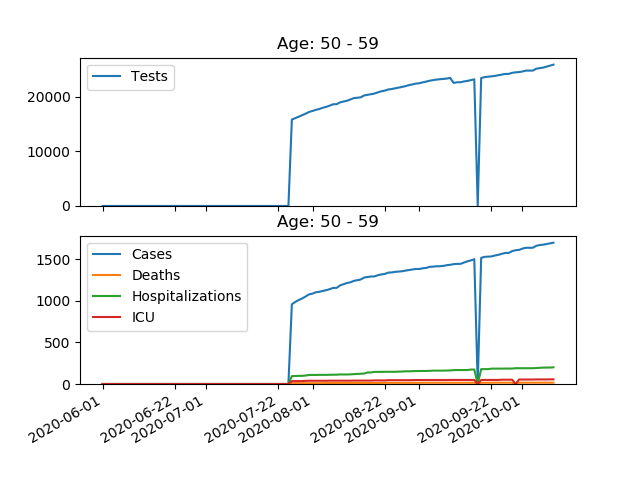 Age: 50 - 59
Tests
20000
10000
0
Age: 50 - 59
Cases
Deaths
Hospitalizations
ICU
1500
1000
500
0
2020-06-01
2020-06-22
2020-07-01
2020-07-22
2020-08-01
2020-08-22
2020-09-01
2020-09-22
2020-10-01